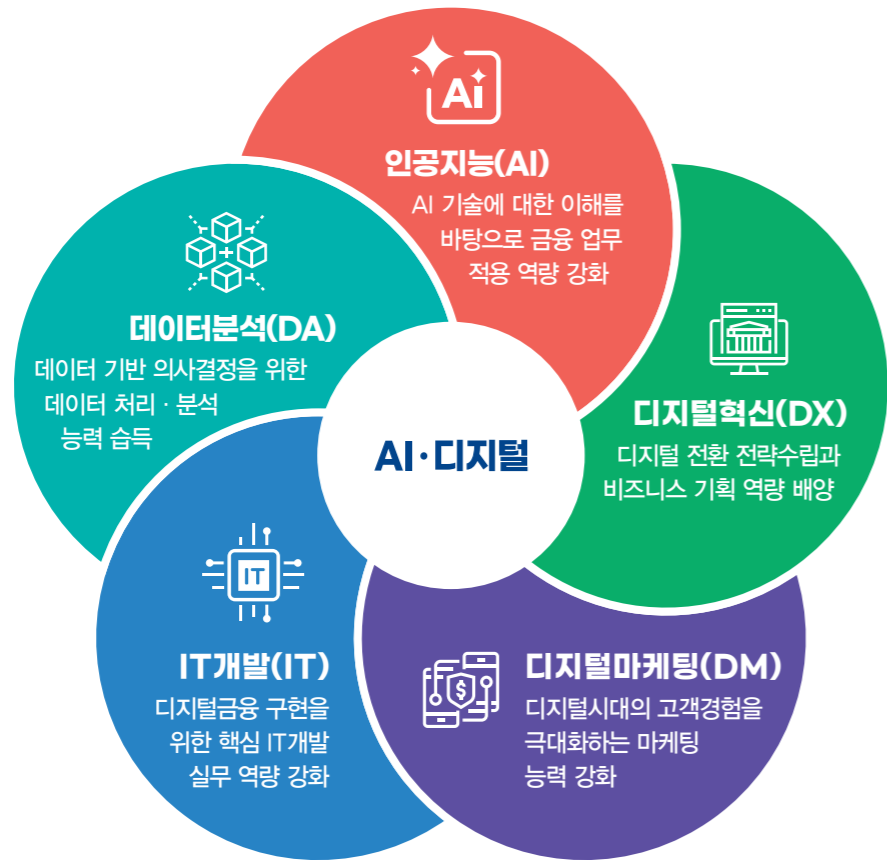 Ai
인공지능(AI)
AI 기술에 대한 이해를
바탕으로 금융 업무
적용 역량 강화
데이터분석(DA)
데이터 기반 의사결정을 위한
데이터 처리 · 분석
능력 습득
디지털혁신(DX)
디지털 전환 전략수립과
비즈니스 기획 역량 배양
AI·디지털
IT
IT개발(IT)
디지털금융 구현을
위한 핵심 IT개발
실무 역량 강화
$
디지털마케팅(DM)
디지털시대의 고객경험을
극대화하는 마케팅
능력 강화